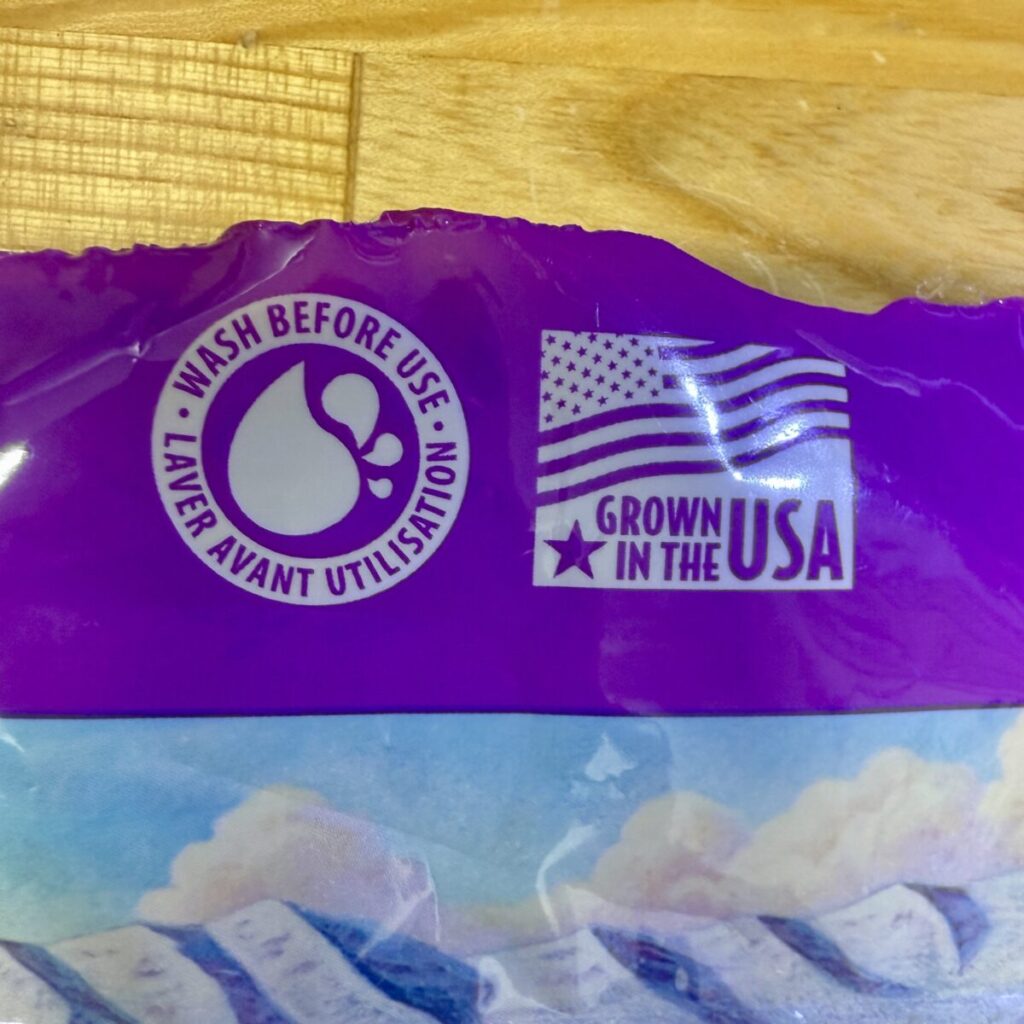 • WASH BEFORE USE •
LAVER AVANT UTILISATION
GROWN
IN THE
USA